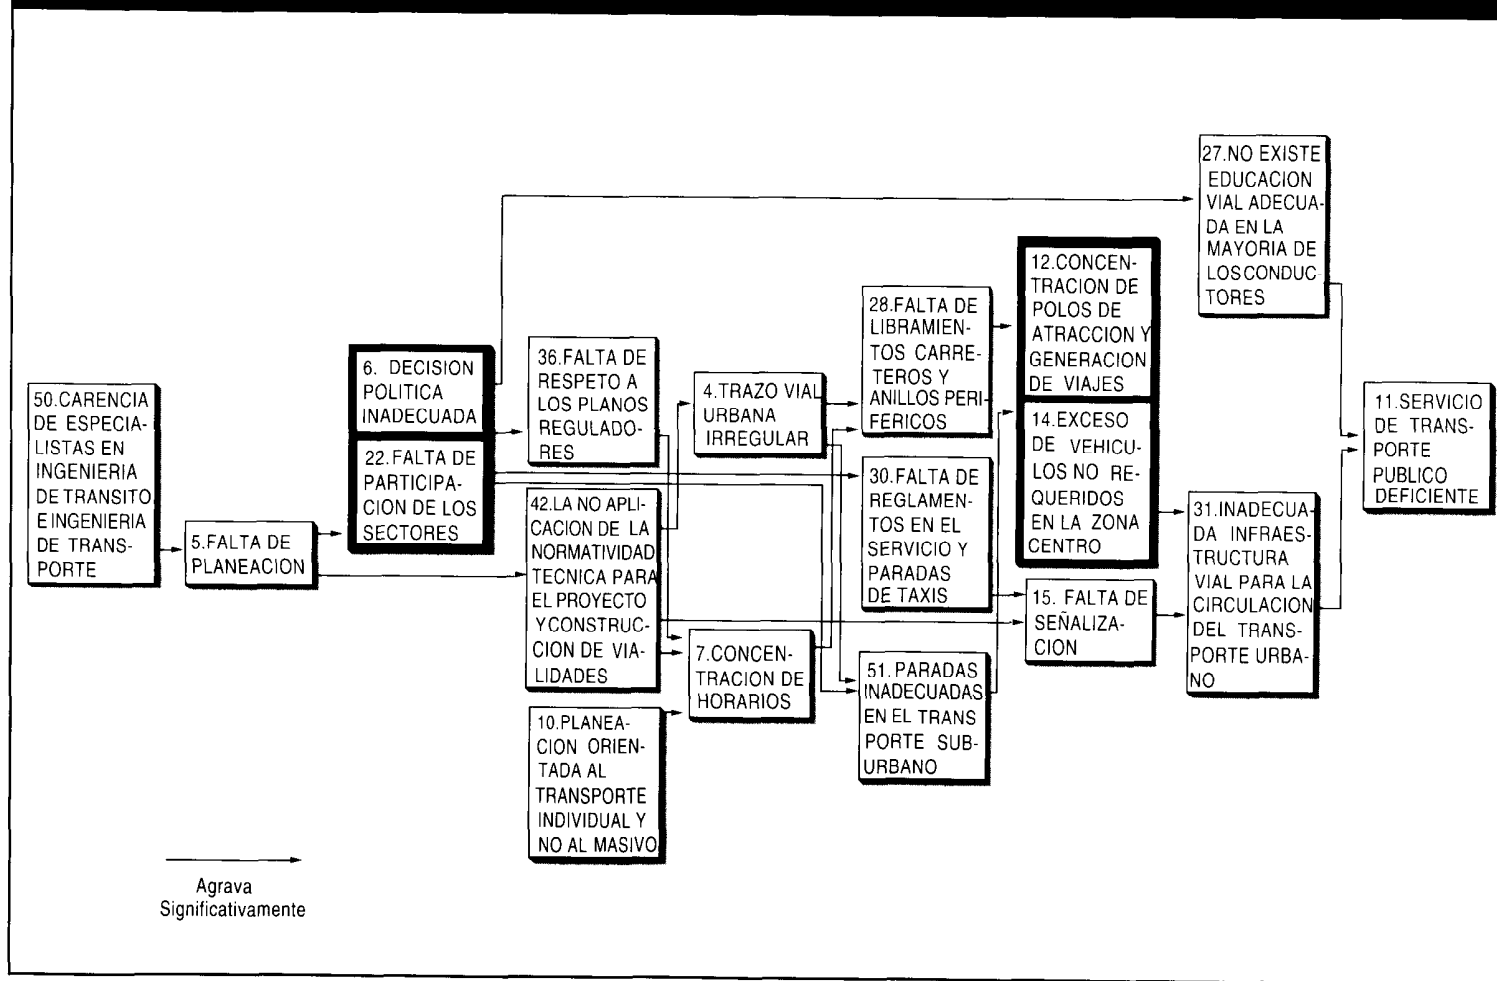 50.CARENCIA
DE ESPECIA-
LISTAS EN
INGENIERIA
DE TRANSITO
E INGENIERIA
DE TRANS-
PORTE
5.FALTA DE
PLANEACION
6. DECISION
POLITICA
INADECUADA
22.FALTA DE
PARTICIPA-
CION DE LOS
SECTORES
36.FALTA DE
RESPETO A
LOS PLANOS
REGULADO-
RES
42.LA NO APLI-
CACION DE LA
NORMATIVIDAD
TECNICA PARA
EL PROYECTO
Y CONSTRUC-
CION DE VIA-
LIDADES
10.PLANEA-
CION ORIEN-
TADA AL
TRANSPORTE
INDIVIDUAL Y
NO AL MASIVO
4.TRAZO VIAL
URBANA
IRREGULAR
7.CONCEN-
TRACION DE
HORARIOS
28.FALTA DE
LIBRAMIEN-
TOS CARRE-
TEROS Y
ANILLOS PERI-
FERICOS
30.FALTA DE
REGLAMEN-
TOS EN EL
SERVICIO Y
PARADAS
DE TAXIS
51.PARADAS
INADECUADAS
EN EL TRANS
PORTE SUB-
URBANO
12.CONCEN-
TRACION DE
POLOS DE
ATRACCION Y
GENERACION
DE VIAJES
14.EXCESO
DE VEHICU-
LOS NO RE-
QUERIDOS
EN LA ZONA
CENTRO
15. FALTA DE
SEÑALIZA-
CION
27.NO EXISTE
EDUCACION
VIAL ADECUA-
DA EN LA
MAYORIA DE
LOS CONDUC-
TORES
31.INADECUA-
DA INFRAES-
TRUCTURA
VIAL PARA LA
CIRCULACION
DEL TRANS-
PORTE URBA-
NO
11.SERVICIO
DE TRANS-
PORTE
PUBLICO
DEFICIENTE
Agrava
Significativamente